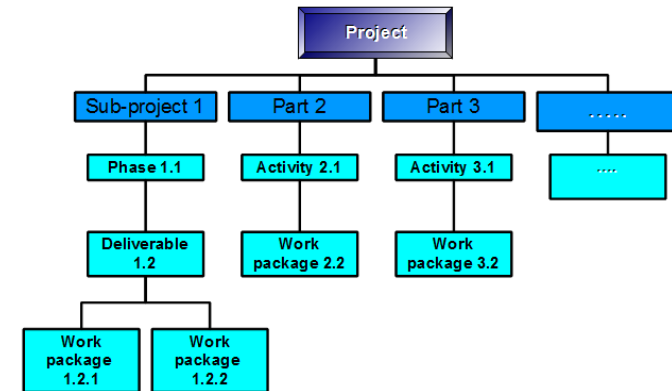 Project
Sub-project 1
Part 2
Part 3
.....
Phase 1.1
Activity 2.1
Activity 3.1
....
Deliverable
1.2
Work
package 2.2
Work
package 3.2
Work
package
1.2.1
Work
package
1.2.2